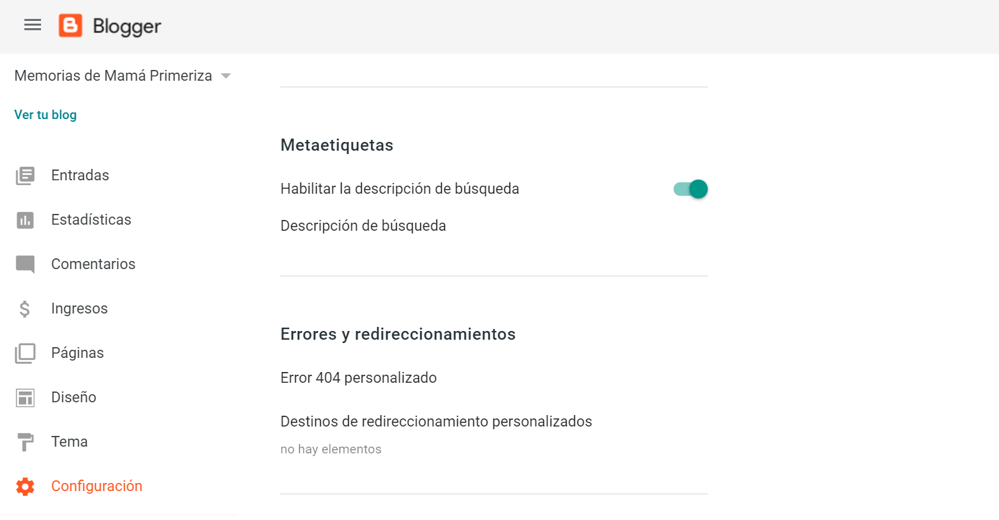 Blogger
Memorias de Mamá Primeriza
Ver tu blog
Entradas
Estadísticas
Comentarios
Ingresos
Páginas
Diseño
Tema
Configuración
Metaetiquetas
Habilitar la descripción de búsqueda
Descripción de búsqueda
Errores y redireccionamientos
Error 404 personalizado
Destinos de redireccionamiento personalizados
no hay elementos